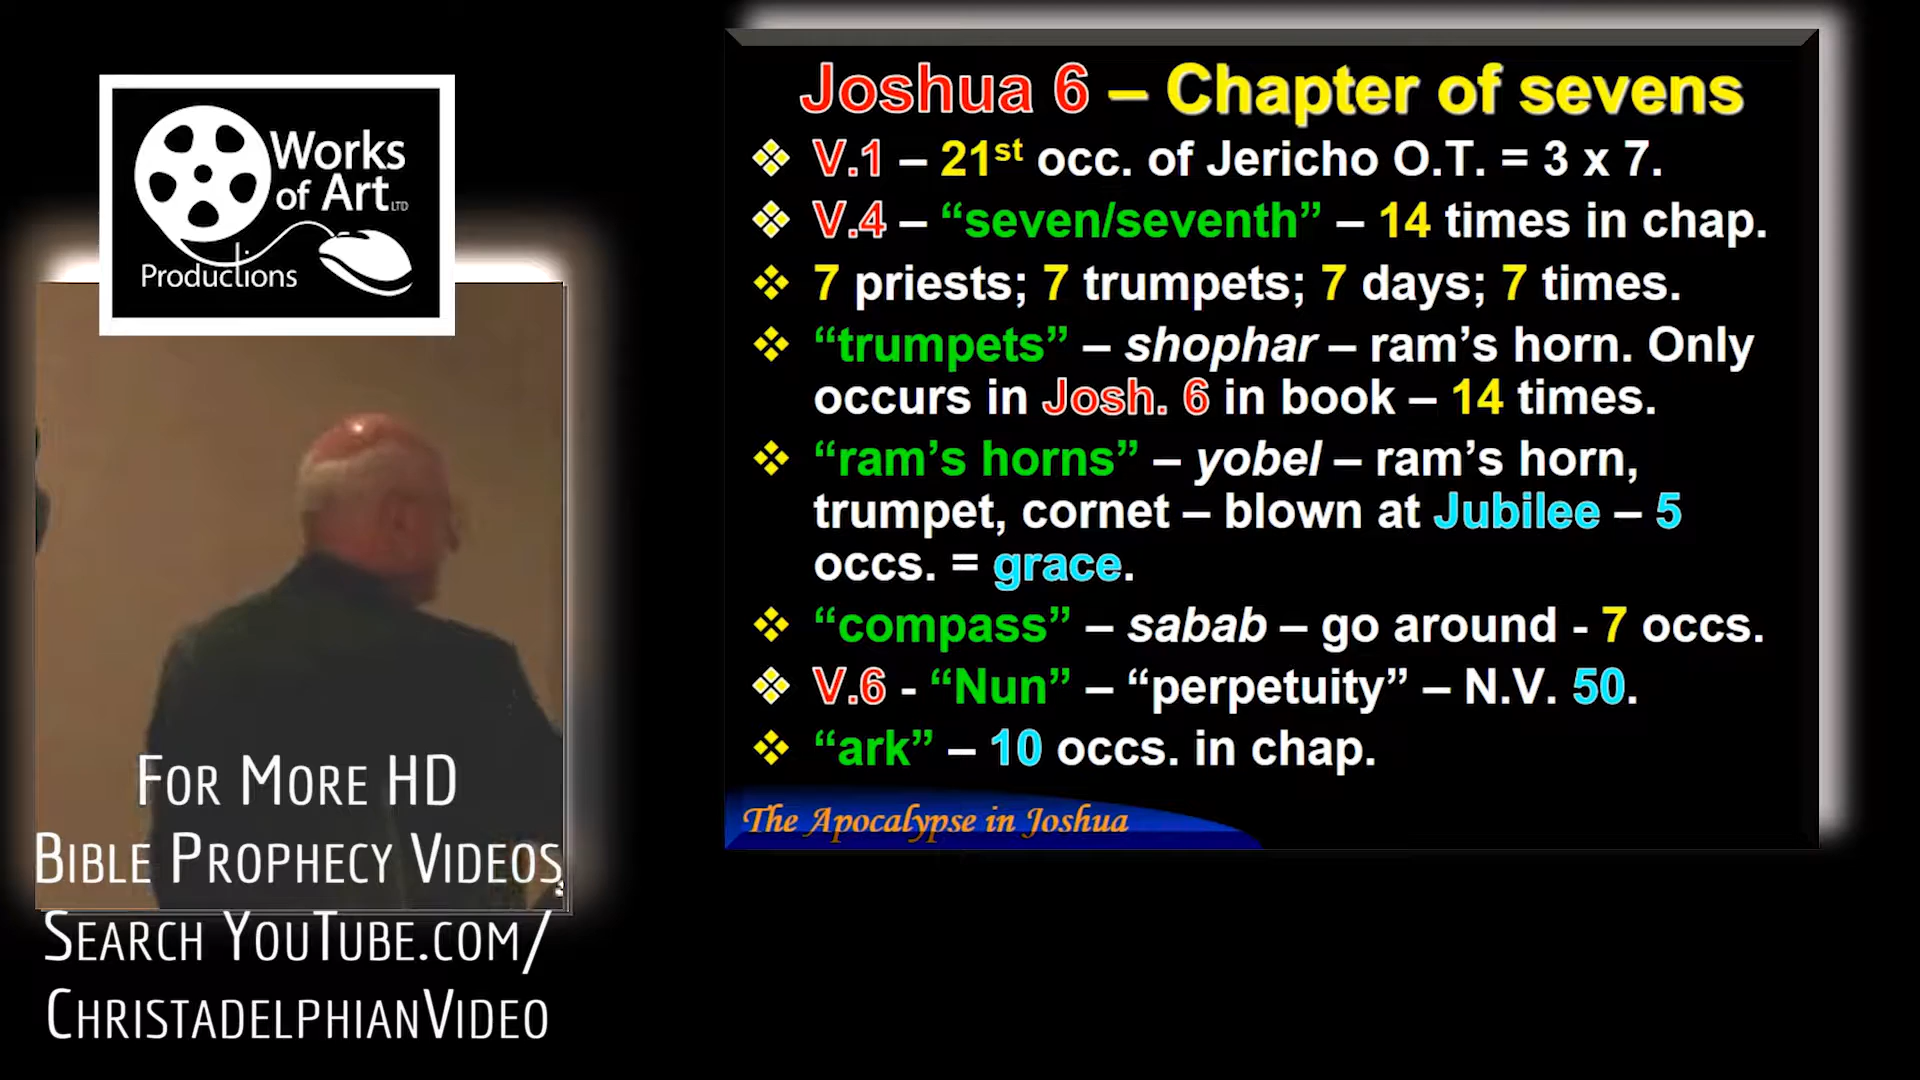 Works
of Art LTD
Productions
FOR MORE HD
BIBLE PROPHECY VIDEOS
SEARCH YOUTUBE.COM/
CHRISTADELPHIANVIDEO
Joshua 6 – Chapter of sevens
V.1 – 21st occ. of Jericho O.T. = 3 x 7.
V.4 – “seven/seventh” – 14 times in chap.
7 priests; 7 trumpets; 7 days; 7 times.
“trumpets” – shophar – ram’s horn. Only
occurs in Josh. 6 in book – 14 times.
“ram’s horns” – yobel – ram’s horn,
trumpet, cornet – blown at Jubilee – 5
occs. = grace.
“compass” – sabab – go around - 7 occs.
V.6 - “Nun” – “perpetuity” – N.V. 50.
“ark” – 10 occs. in chap.
The Apocalypse in Joshua